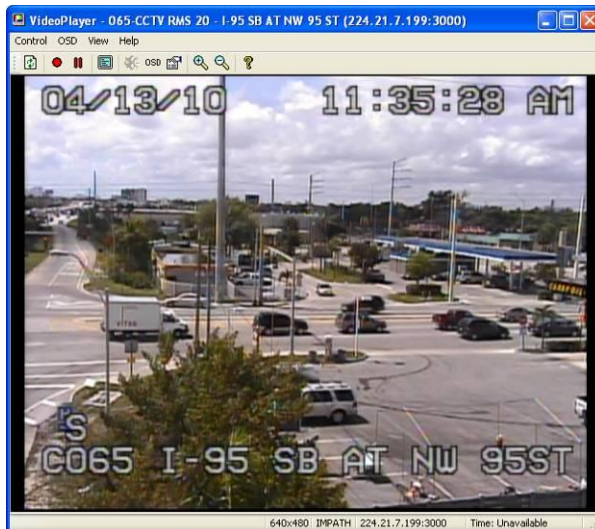 VideoPlayer - 065-CCTV RMS 20 - I-95 SB AT NW 95 ST (224.21.7.199:3000)
Control OSD View Help
OSD
04/13/10 11:35:28 AM
S
C065 I-95 SB AT NW 95ST
640x480 IMPATH 224.21.7.199:3000 Time: Unavailable